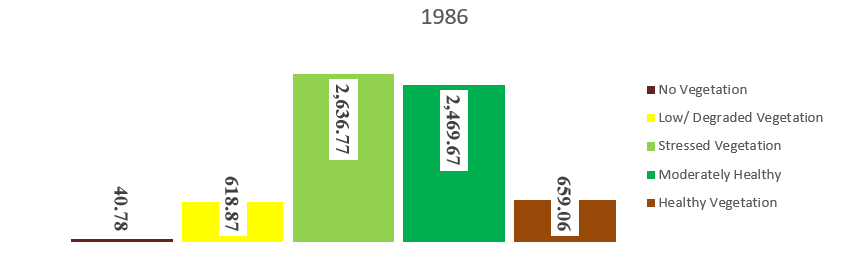 1986
40.78
618.87
2,636.77
2,469.67
659.06
No Vegetation
Low/ Degraded Vegetation
Stressed Vegetation
Moderately Healthy
Healthy Vegetation